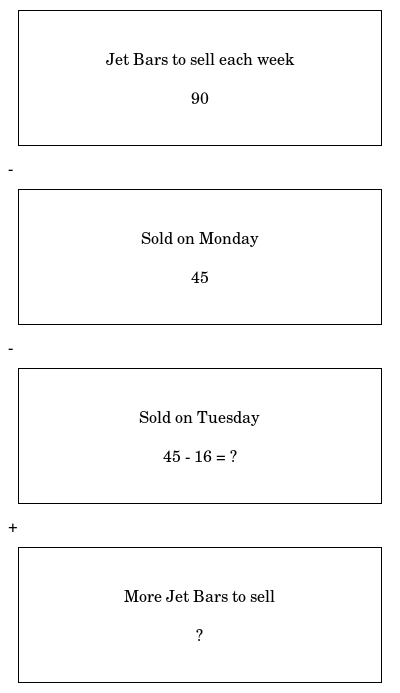 Jet Bars to sell each week
90
-
Sold on Monday
45
-
Sold on Tuesday
45 - 16 = ?
+
More Jet Bars to sell
?